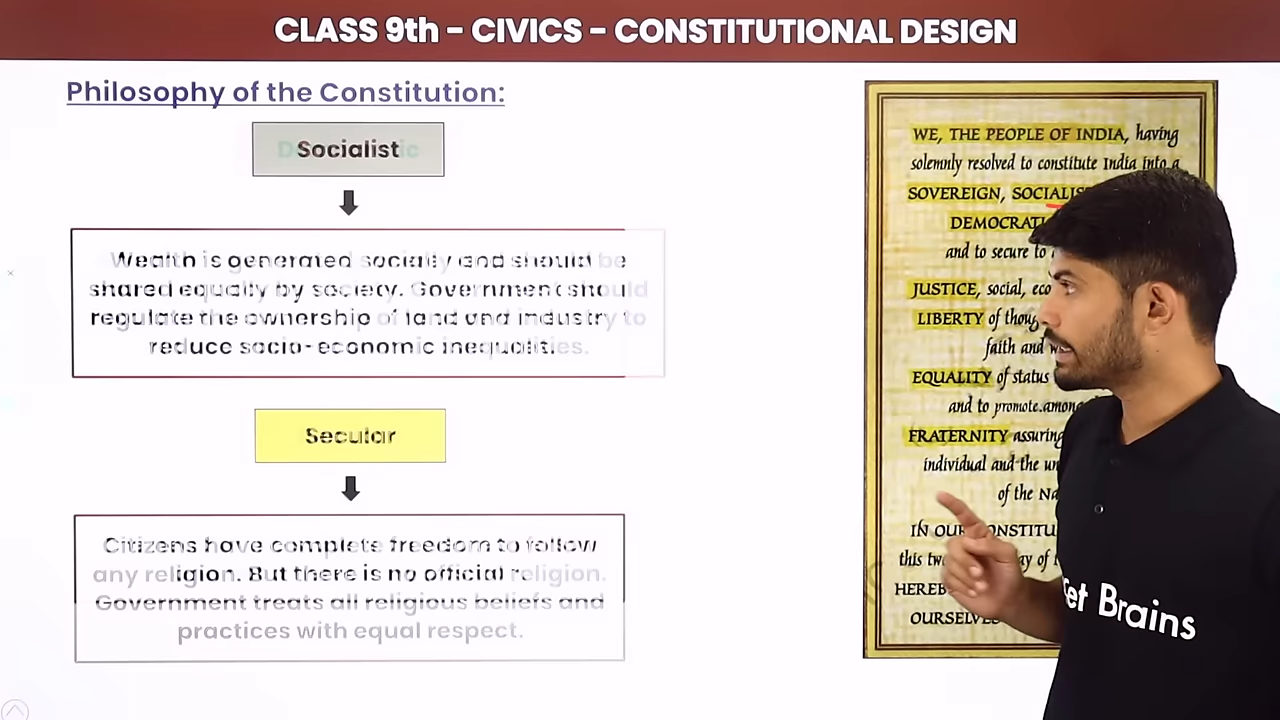 CLASS 9th – CIVICS – CONSTITUTIONAL DESIGN
Philosophy of the Constitution:
Socialist
Wealth is generated socially and should be
shared equally by society. Government should
regulate the ownership of land and industry to
reduce socio-economic inequalities.
Secular
Citizens have complete freedom to follow
any religion. But there is no official religion.
Government treats all religious beliefs and
practices with equal respect.
WE, THE PEOPLE OF INDIA, having
solemnly resolved to constitute India into a
SOVEREIGN,
and to secure to
JUSTICE, social,
LIBERTY of
faith and
EQUALITY of status
and to promote among
FRATERNITY assuring
individual and the
of the
IN OUR
this
OURSELVES
Brains